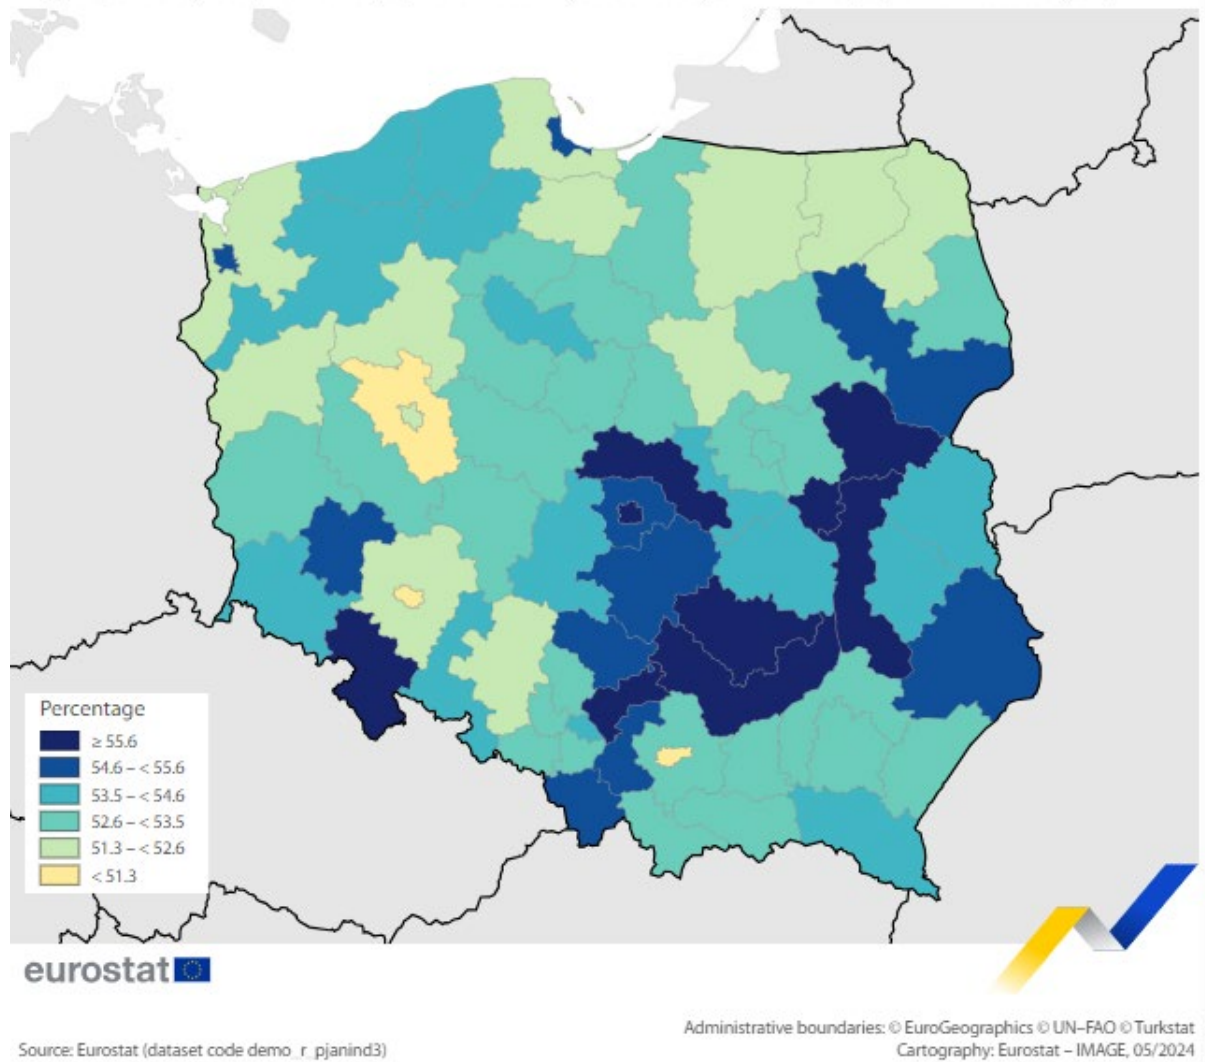 Percentage
≥ 55.6
54.6 – < 55.6
53.5 – < 54.6
52.6 – < 53.5
51.3 – < 52.6
< 51.3
eurostat
Administrative boundaries: © EuroGeographics © UN–FAO © Turkstat
Source: Eurostat (dataset code demo_r_pjanind3)
Cartography: Eurostat – IMAGE, 05/2024